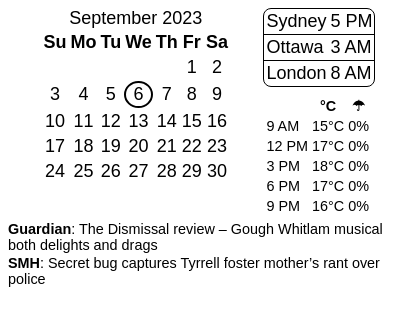 September 2023
Su Mo Tu We Th Fr Sa
1 2
3 4 5 6 7 8 9
10 11 12 13 14 15 16
17 18 19 20 21 22 23
24 25 26 27 28 29 30
Sydney 5 PM
Ottawa 3 AM
London 8 AM
°C ☂
9 AM 15°C 0%
12 PM 17°C 0%
3 PM 18°C 0%
6 PM 17°C 0%
9 PM 16°C 0%
Guardian: The Dismissal review – Gough Whitlam musical
both delights and drags
SMH: Secret bug captures Tyrrell foster mother’s rant over
police